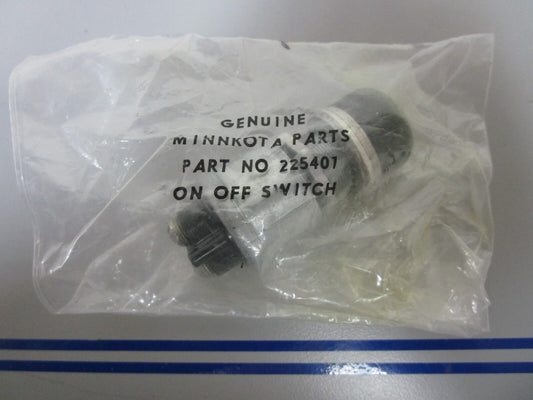 GENUINE
MINNKOTA PARTS
PART NO 225401
ON OFF SWITCH